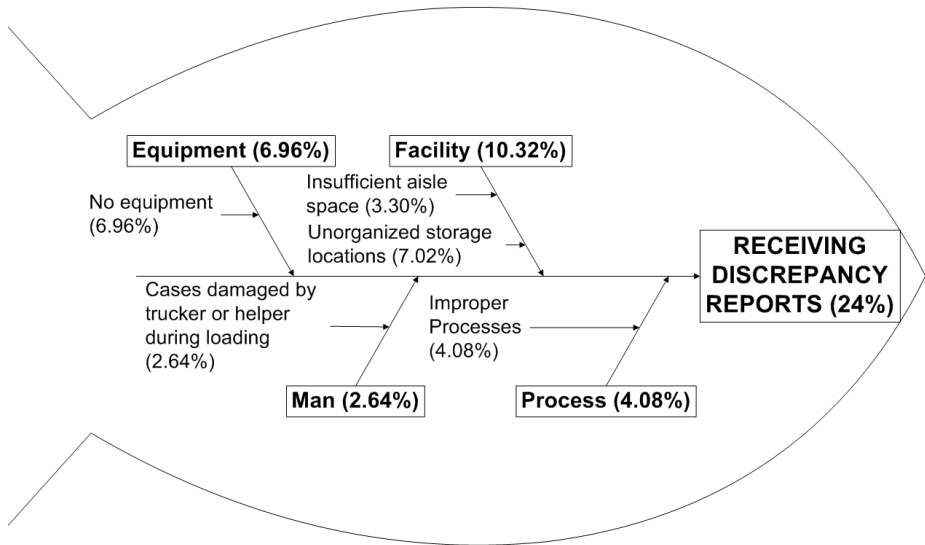 Equipment (6.96%)
Facility (10.32%)
No equipment
(6.96%)
Insufficient aisle
space (3.30%)
Unorganized storage
locations (7.02%)
RECEIVING
DISCREPANCY
REPORTS (24%)
Cases damaged by
trucker or helper
during loading
(2.64%)
Improper
Processes
(4.08%)
Man (2.64%)
Process (4.08%)